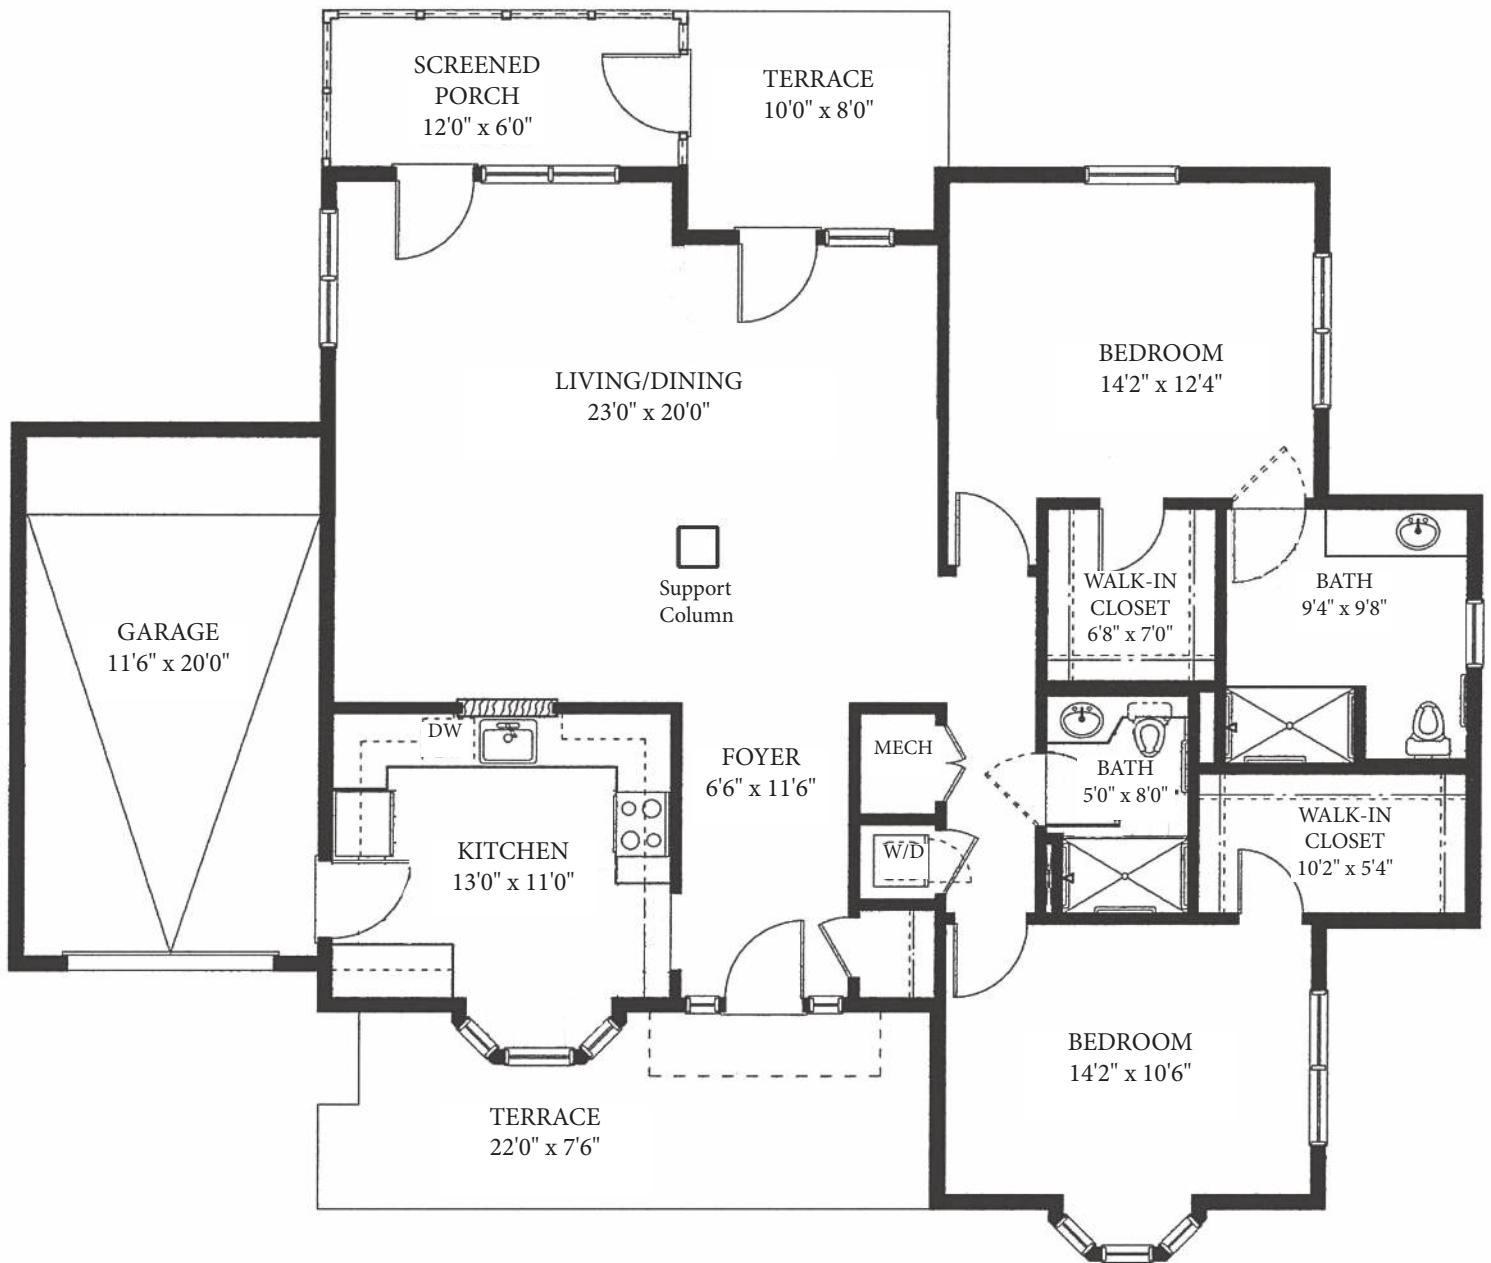 SCREENED
PORCH
12'0" x 6'0"
TERRACE
10'0" x 8'0"
BEDROOM
14'2" x 12'4"
LIVING/DINING
23'0" x 20'0"
Support
Column
WALK-IN
CLOSET
6'8" x 7'0"
BATH
9'4" x 9'8"
GARAGE
11'6" x 20'0"
DW
FOYER
6'6" x 11'6"
MECH
BATH
5'0" x 8'0"
WALK-IN
CLOSET
10'2" x 5'4"
KITCHEN
13'0" x 11'0"
W/D
BEDROOM
14'2" x 10'6"
TERRACE
22'0" x 7'6"